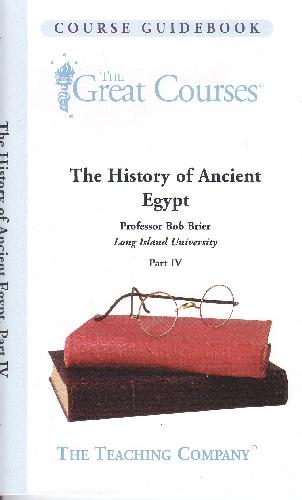 COURSE GUIDEBOOK
THE
Great Courses™
The History of Ancient
Egypt
Professor Bob Brier
Long Island University
Part IV
THE TEACHING COMPANY®
The History of Ancient Egypt, Part IV